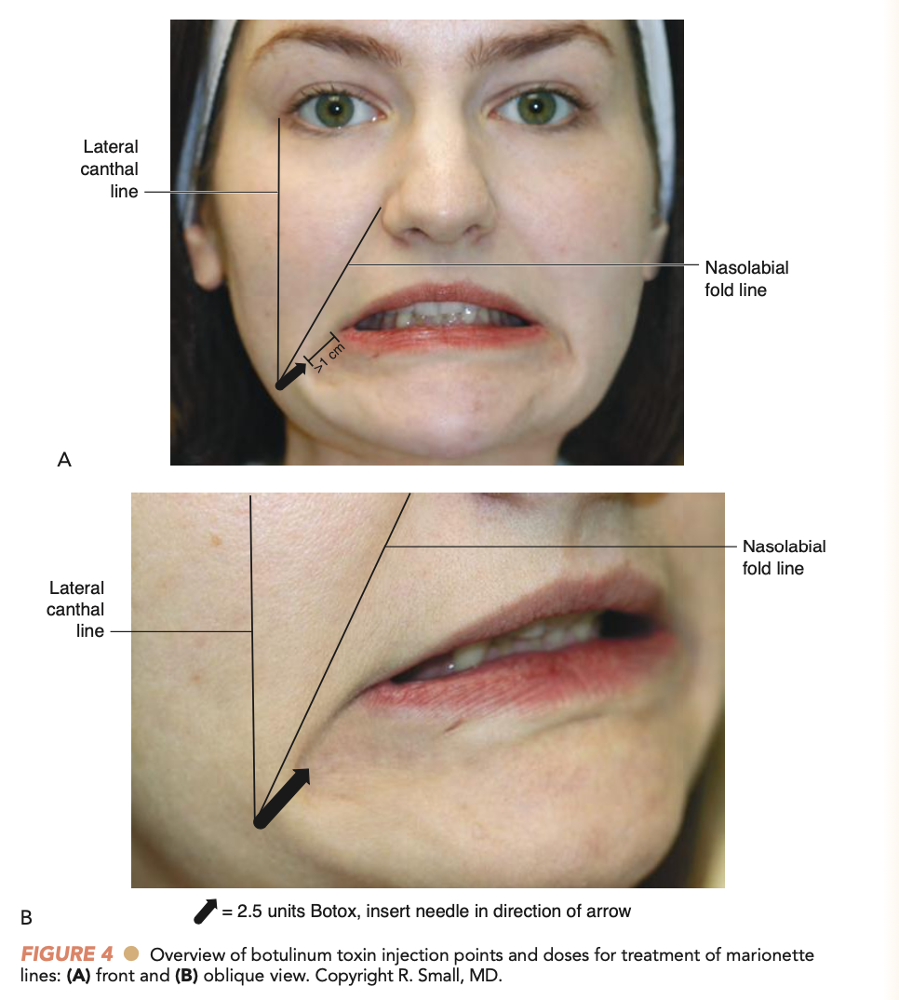 Lateral
canthal
line
Nasolabial
fold line
>1 cm
A
Nasolabial
fold line
Lateral
canthal
line
B
= 2.5 units Botox, insert needle in direction of arrow
FIGURE 4 ● Overview of botulinum toxin injection points and doses for treatment of marionette
lines: (A) front and (B) oblique view. Copyright R. Small, MD.